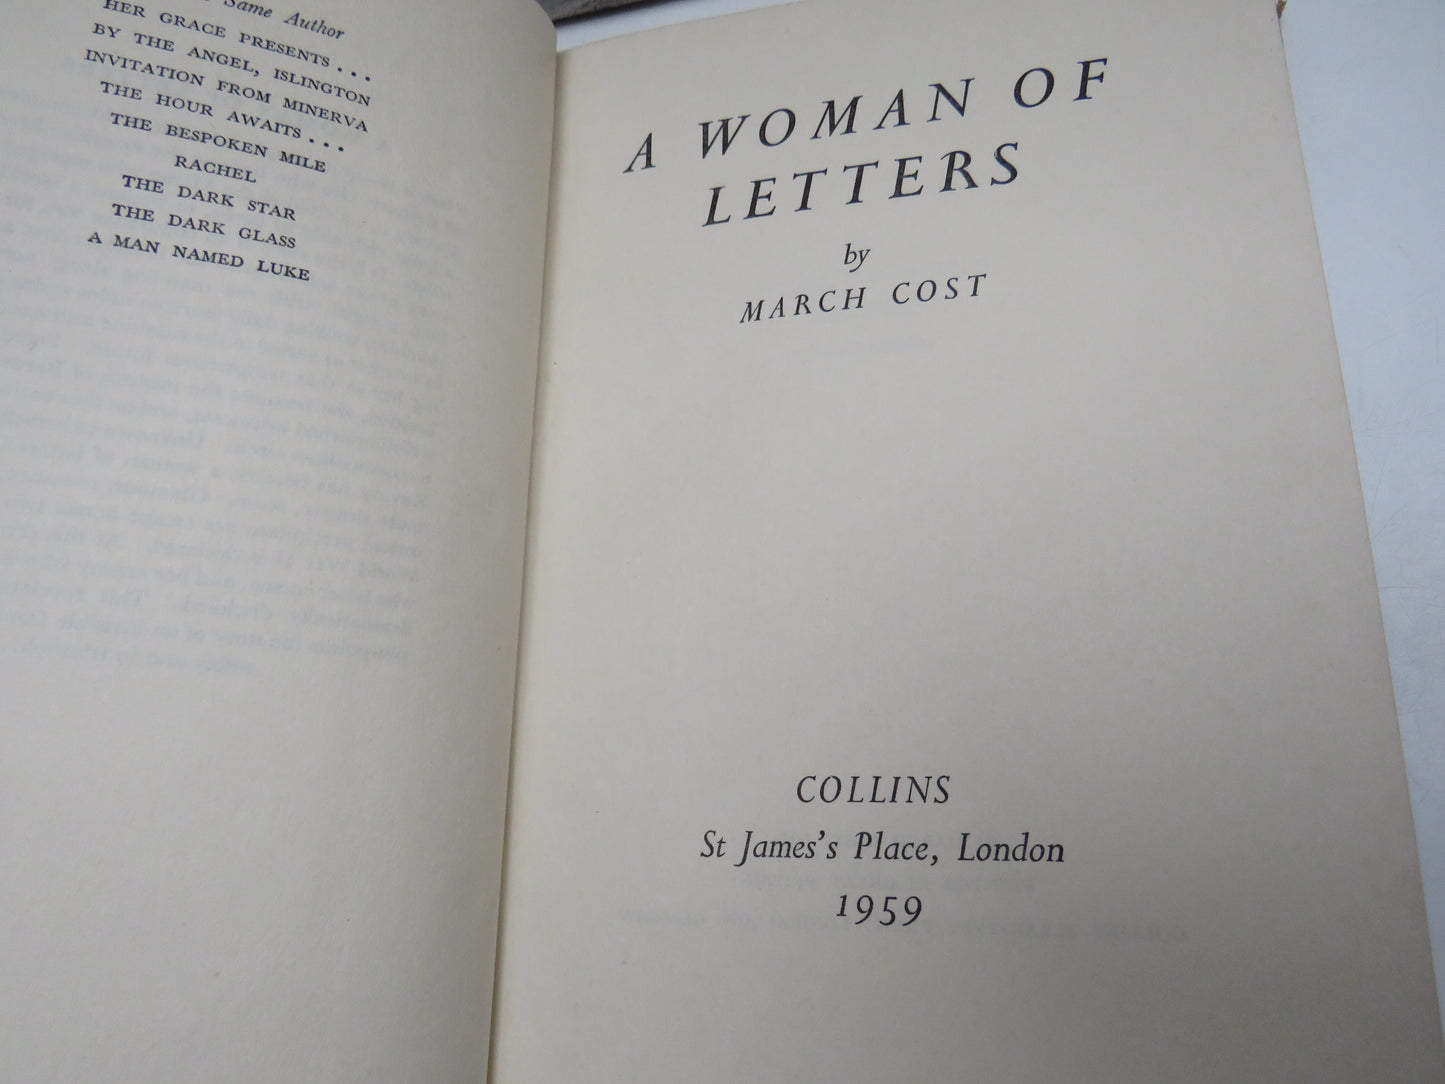 Same Author
HER GRACE PRESENTS . . .
BY THE ANGEL, ISLINGTON
INVITATION FROM MINERVA
THE HOUR AWAITS . . .
THE BESPOKEN MILE
RACHEL
THE DARK STAR
THE DARK GLASS
A MAN NAMED LUKE
A WOMAN OF
LETTERS
by
MARCH COST
COLLINS
St James's Place, London
1959